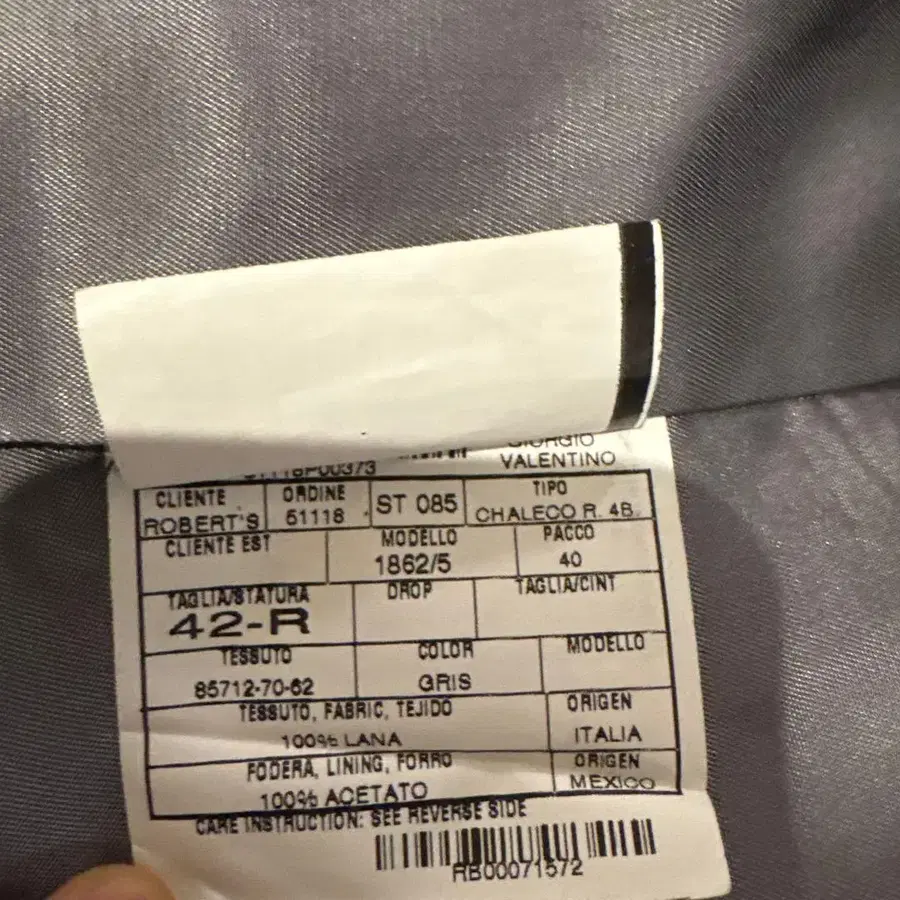 GIORGIO
VALENTINO
CLIENTE ORDINE ST 085 TIPO
ROBERT'S 51118 CHALECO R. 4B
CLIENTE EST MODELLO PACCO
1862/5 40
TAGLIA/STATURA DROP TAGLIA/CINT
42-R
TESSUTO COLOR MODELLO
85712-70-62 GRIS
TESSUTO, FABRIC, TEJIDO ORIGEN
100% LANA ITALIA
FODERA, LINING, FORRO ORIGEN
100% ACETATO MEXICO
CARE INSTRUCTION: SEE REVERSE SIDE
RB00071572